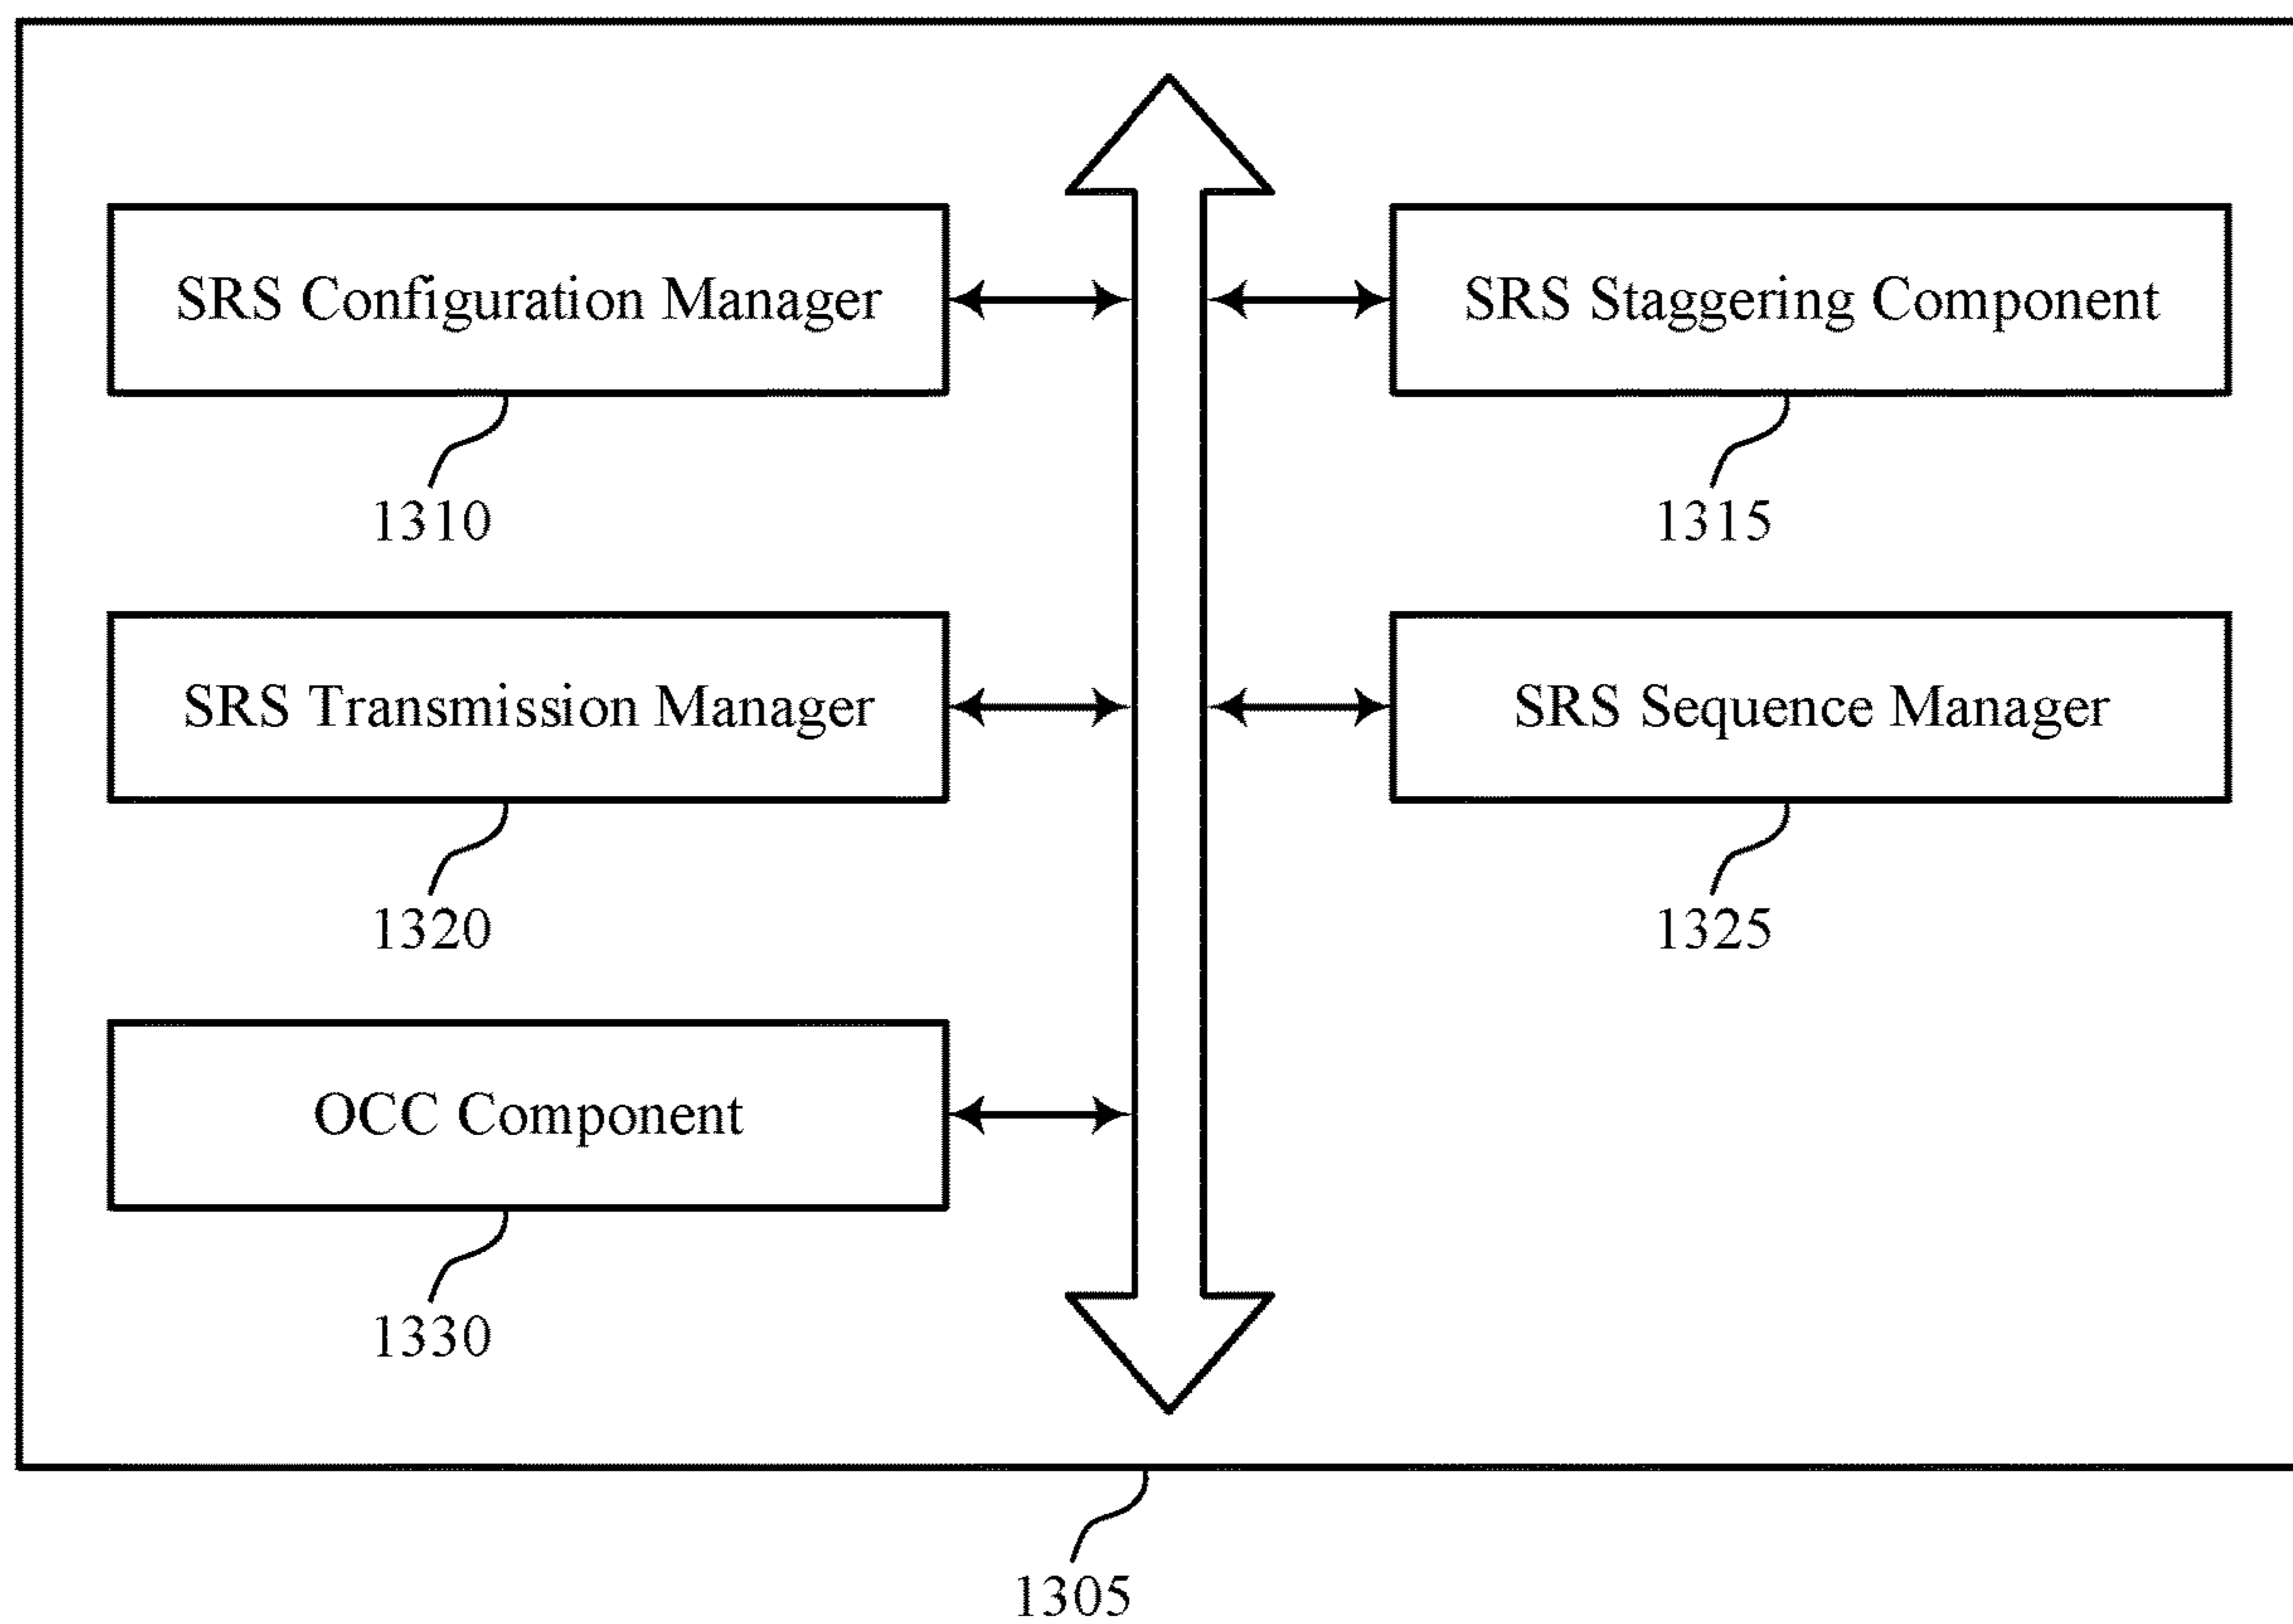 SRS Configuration Manager
1310
SRS Staggering Component
1315
SRS Transmission Manager
1320
SRS Sequence Manager
1325
OCC Component
1330
1305